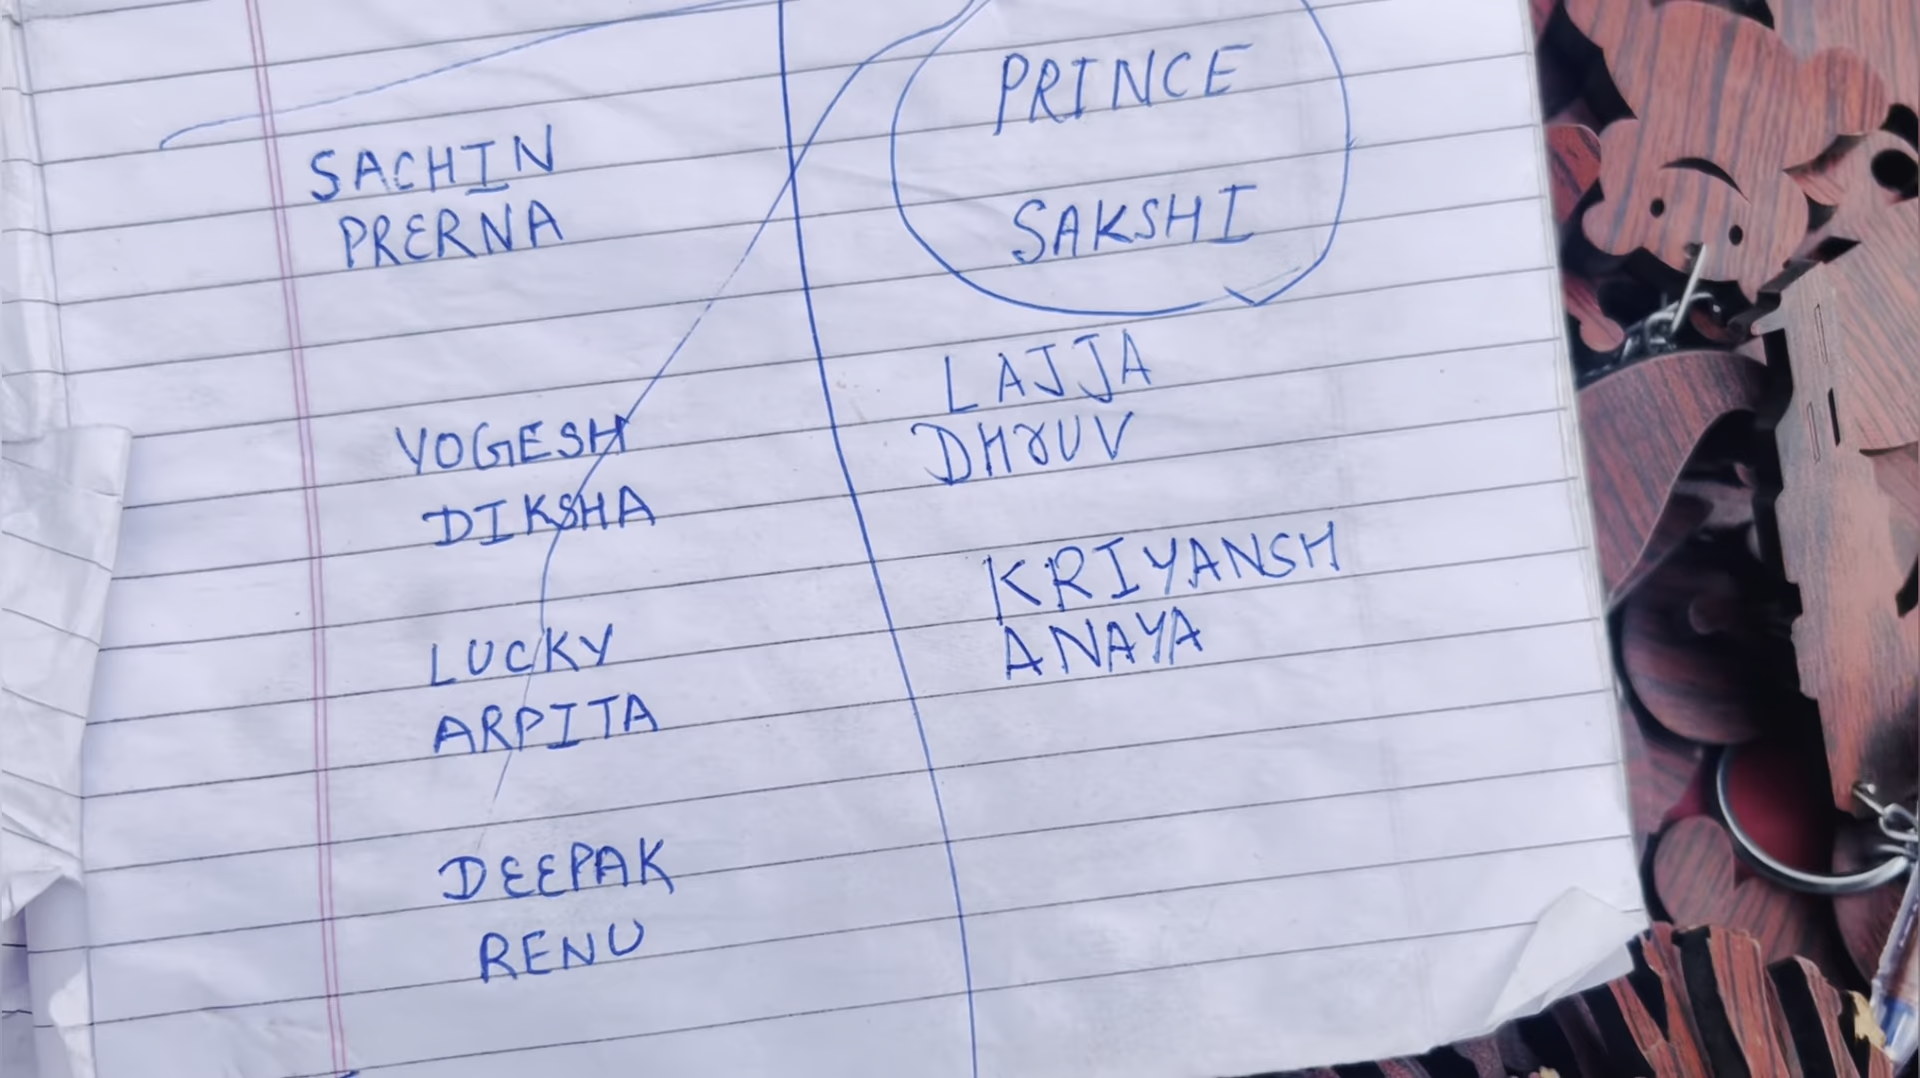 SACHIN
PRERNA
YOGESH
DIKSHA
LUCKY
ARPITA
DEEPAK
RENU
PRINCE
SAKSHI
LAJJA
DHRUV
KRIYANSH
ANAYA